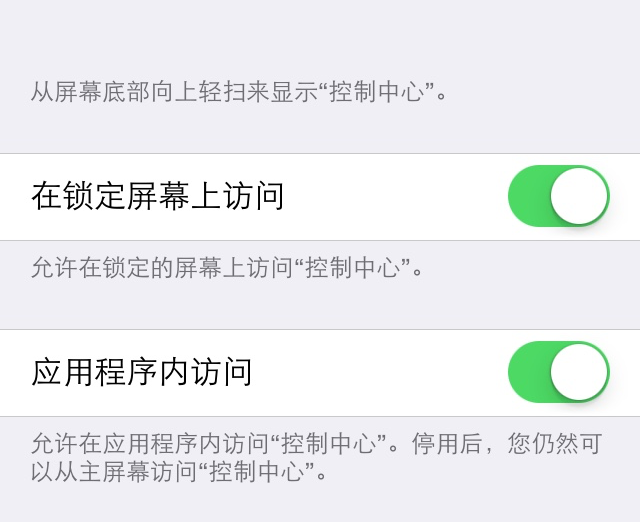 从屏幕底部向上轻扫来显示“控制中心”。
在锁定屏幕上访问
允许在锁定的屏幕上访问“控制中心”。
应用程序内访问
允许在应用程序内访问“控制中心”。停用后，您仍然可
以从主屏幕访问“控制中心”。